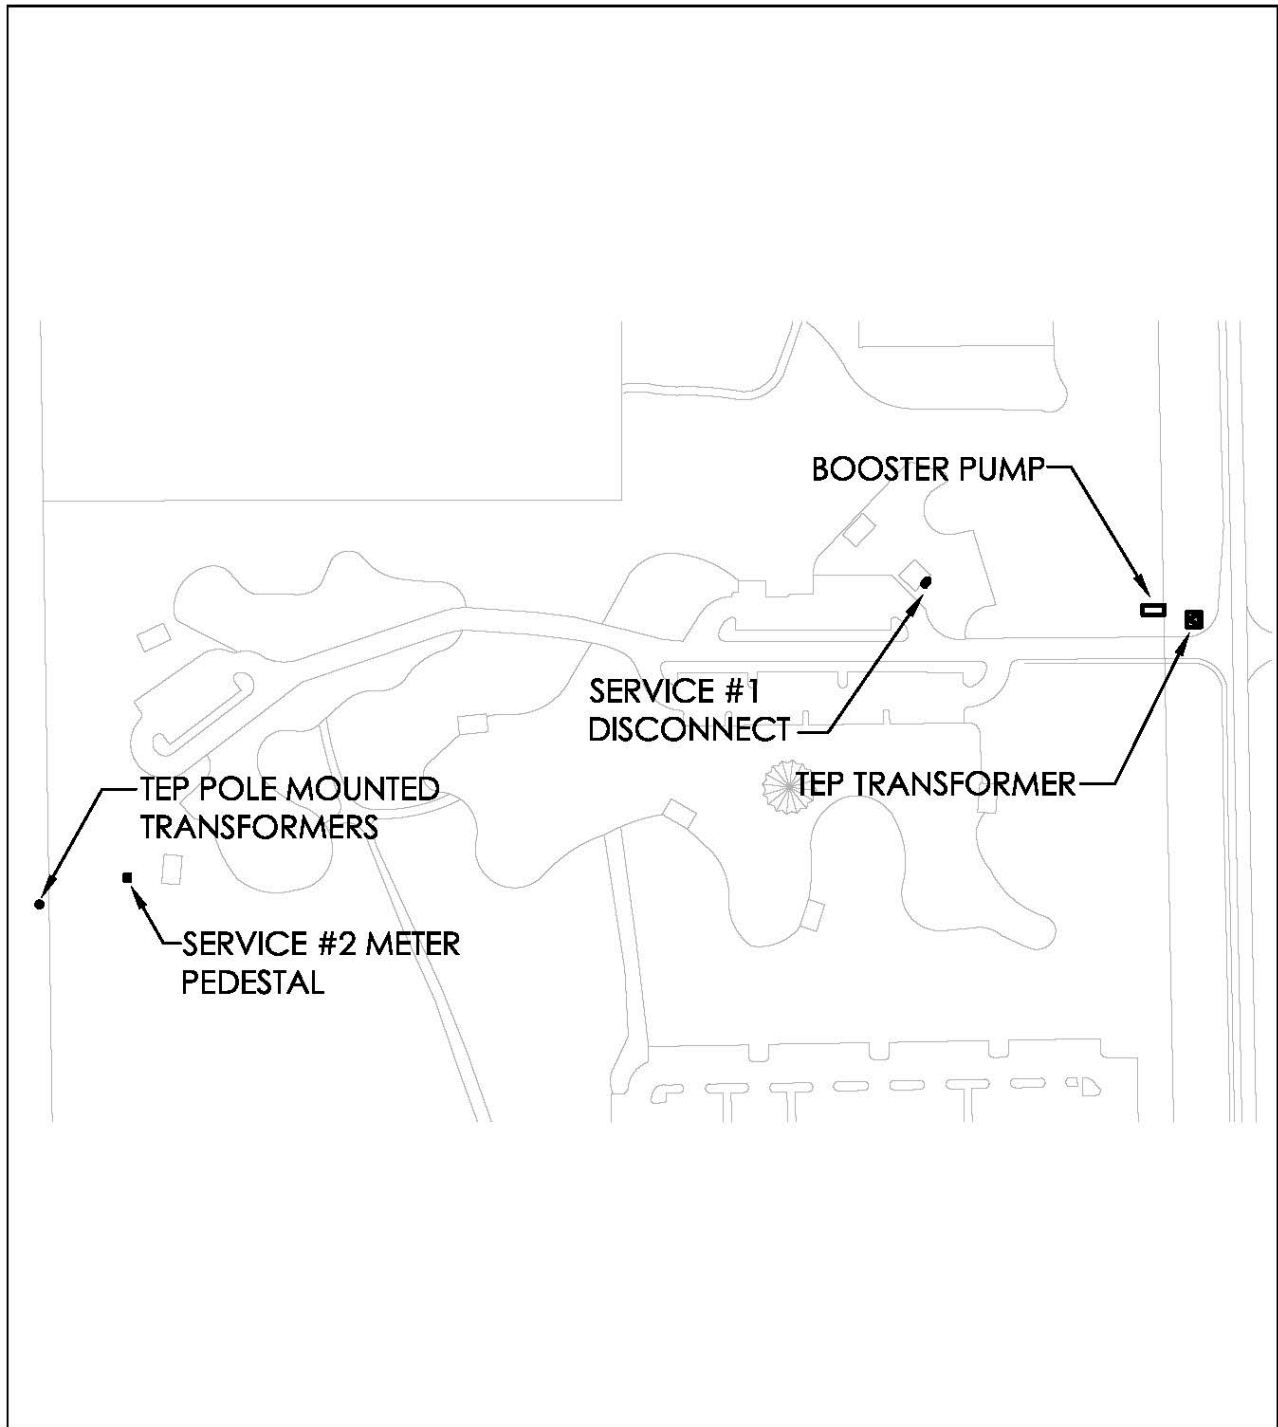 BOOSTER PUMP
SERVICE #1
DISCONNECT
TEP TRANSFORMER
TEP POLE MOUNTED
TRANSFORMERS
SERVICE #2 METER
PEDESTAL